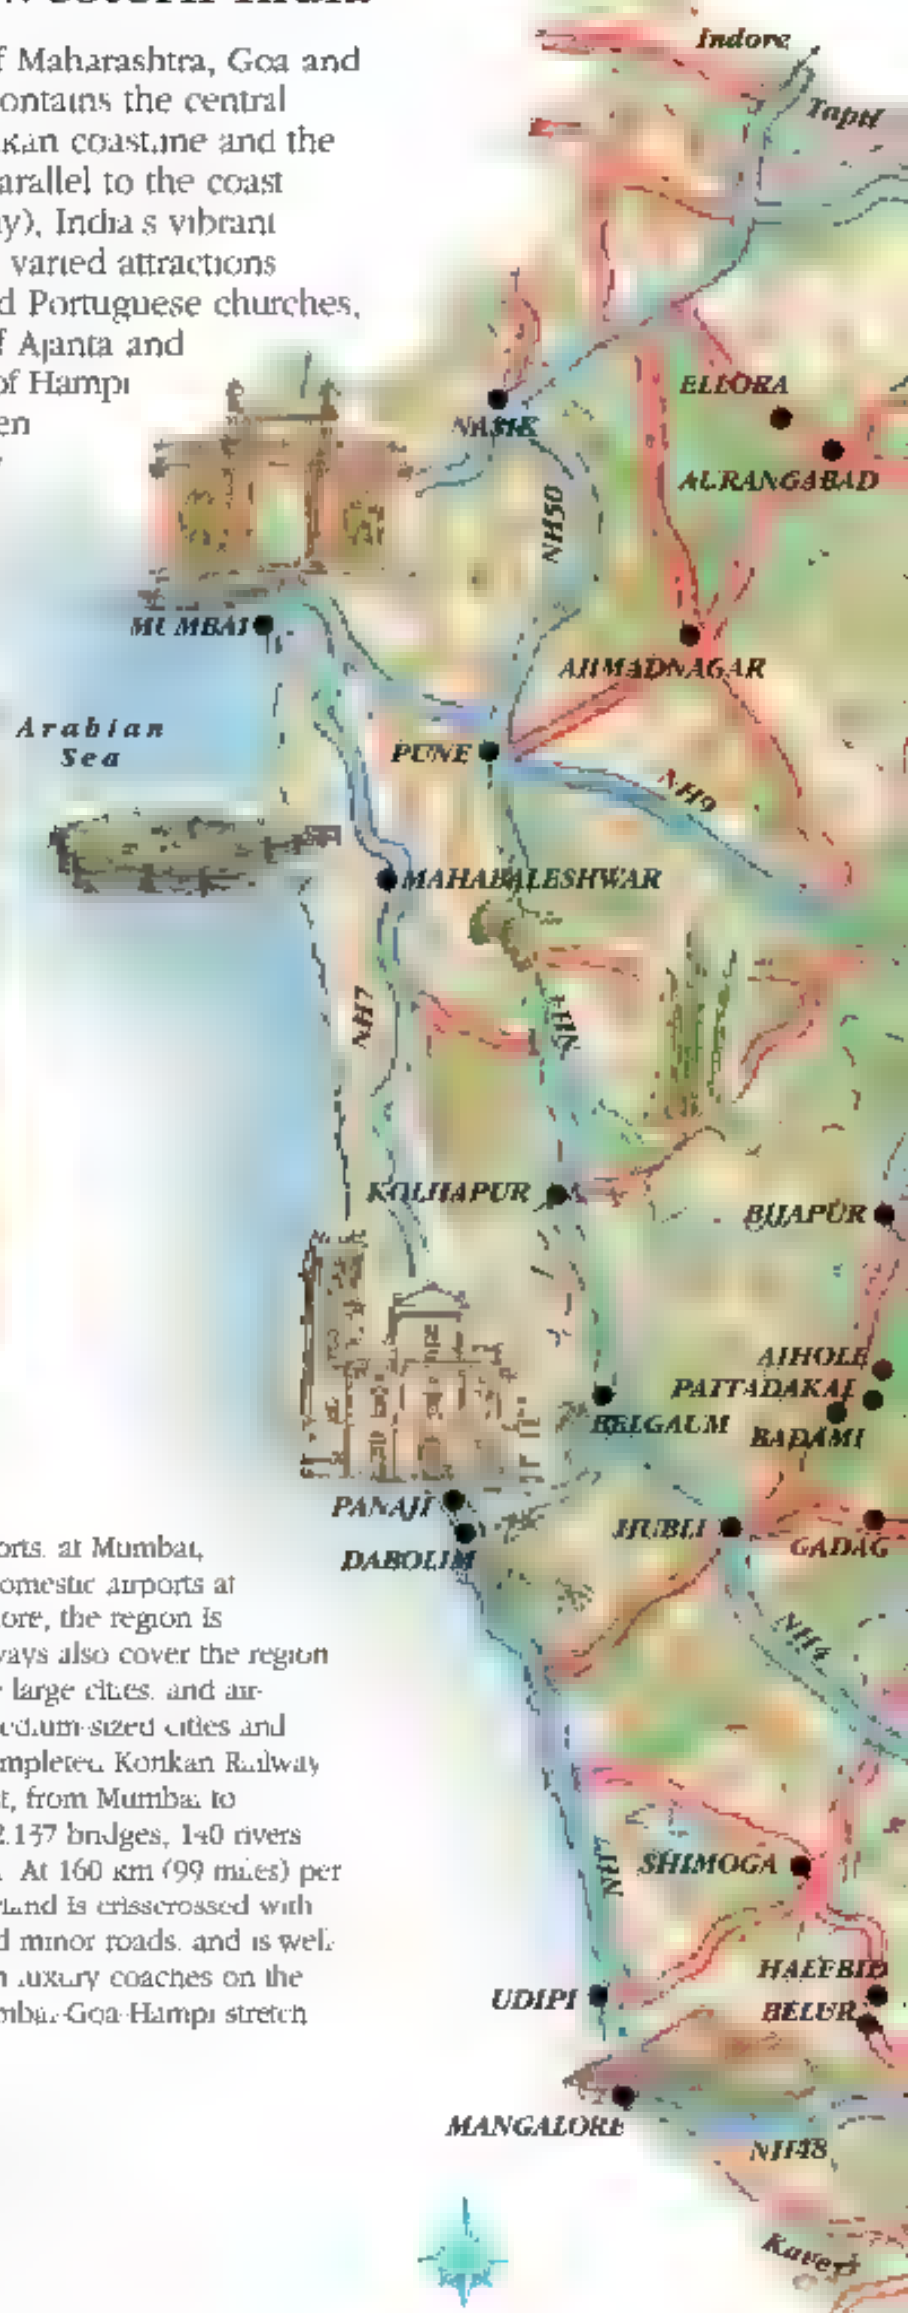 Western India
f Maharashtra, Goa and
ontains the central
kan coastline and the
arallel to the coast
y), India's vibrant
varied attractions
d Portuguese churches,
f Ajanta and
of Hampi
en
Indore
Tapti
ELLORA
NASIK
AURANGABAD
NH50
MUMBAI
AHMADNAGAR
Arabian
Sea
PUNE
NH9
MAHABALESHWAR
NH7
KOLHAPUR
BIJAPUR
AIHOLE
PATTADAKAL
BELGAUM
BADAMI
PANAJI
HUBLI
GADAG
DABOLIM
orts, at Mumbai,
omestic airports at
ore, the region is
ways also cover the region
large cities, and air-
edium-sized cities and
mpleted Konkan Railway
t, from Mumbai to
2,137 bridges, 140 rivers
. At 160 km (99 miles) per
rland is crisscrossed with
d minor roads, and is well-
n luxury coaches on the
mbai-Goa-Hampi stretch
NH4
NH17
SHIMOGA
HALEBID
UDIPI
BELUR
MANGALORE
NH48
Kaveri